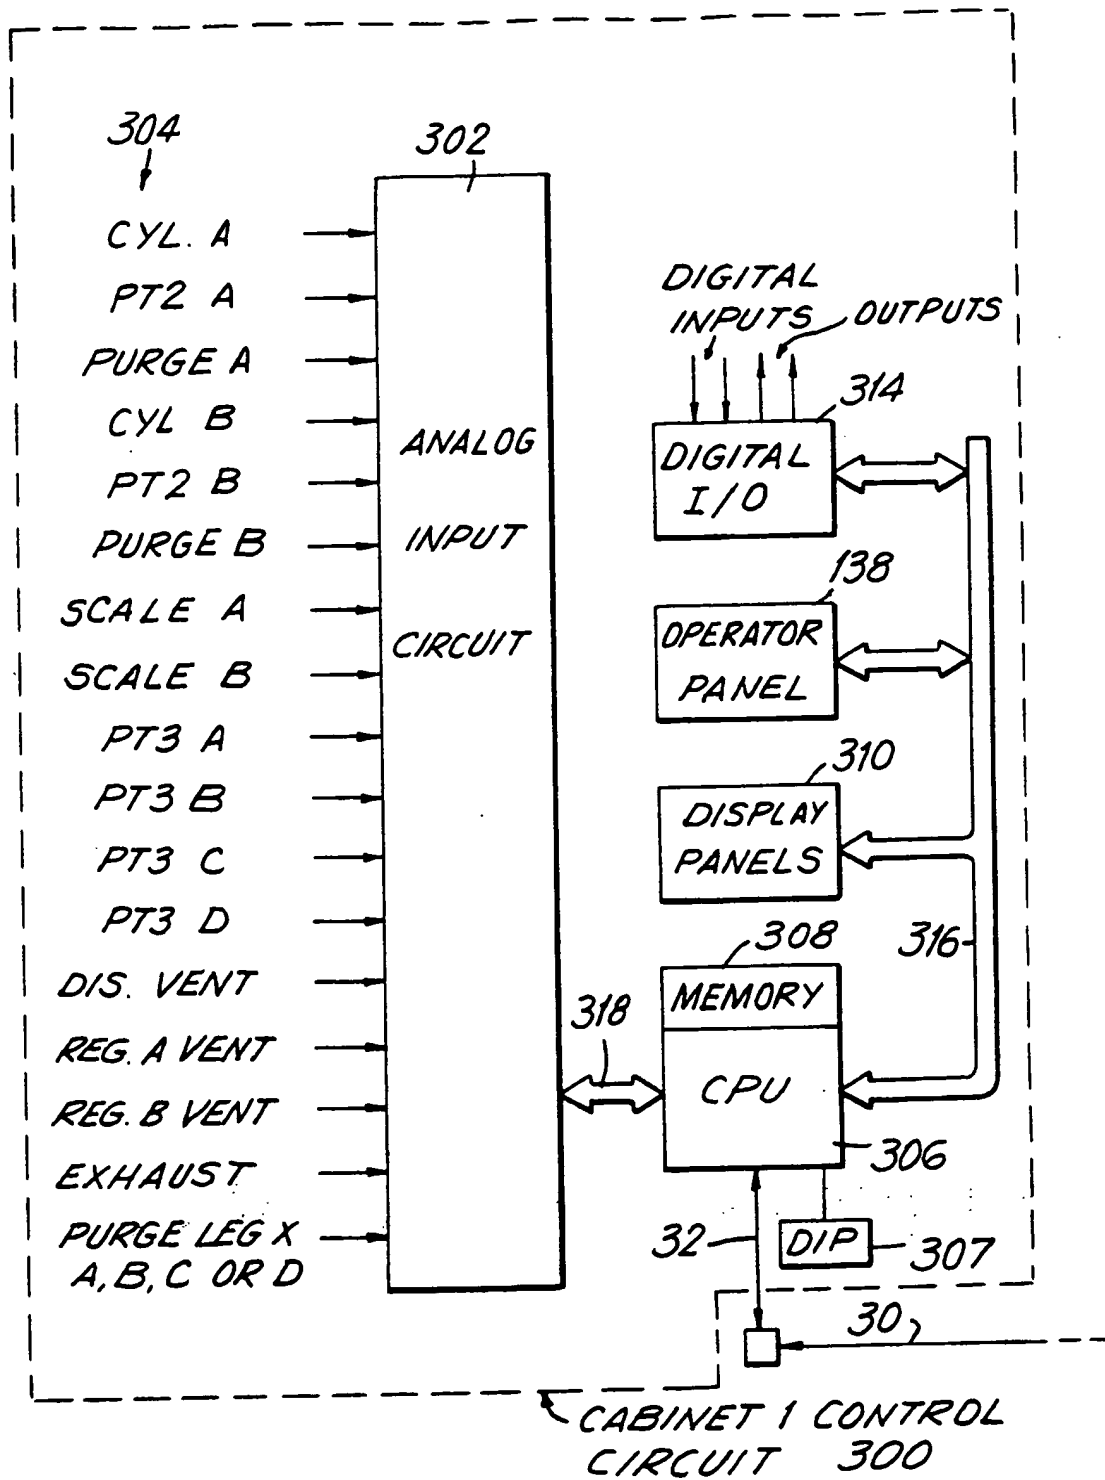 304
302
CYL. A
PT2 A
PURGE A
CYL B
PT2 B
PURGE B
SCALE A
SCALE B
PT3 A
PT3 B
PT3 C
PT3 D
DIS. VENT
REG. A VENT
REG. B VENT
EXHAUST
PURGE LEG X
A, B, C OR D
ANALOG
INPUT
CIRCUIT
DIGITAL
INPUTS
OUTPUTS
314
DIGITAL
I/O
138
OPERATOR
PANEL
310
DISPLAY
PANELS
316
308
MEMORY
318
CPU
306
32
DIP
307
30
CABINET 1 CONTROL
CIRCUIT 300